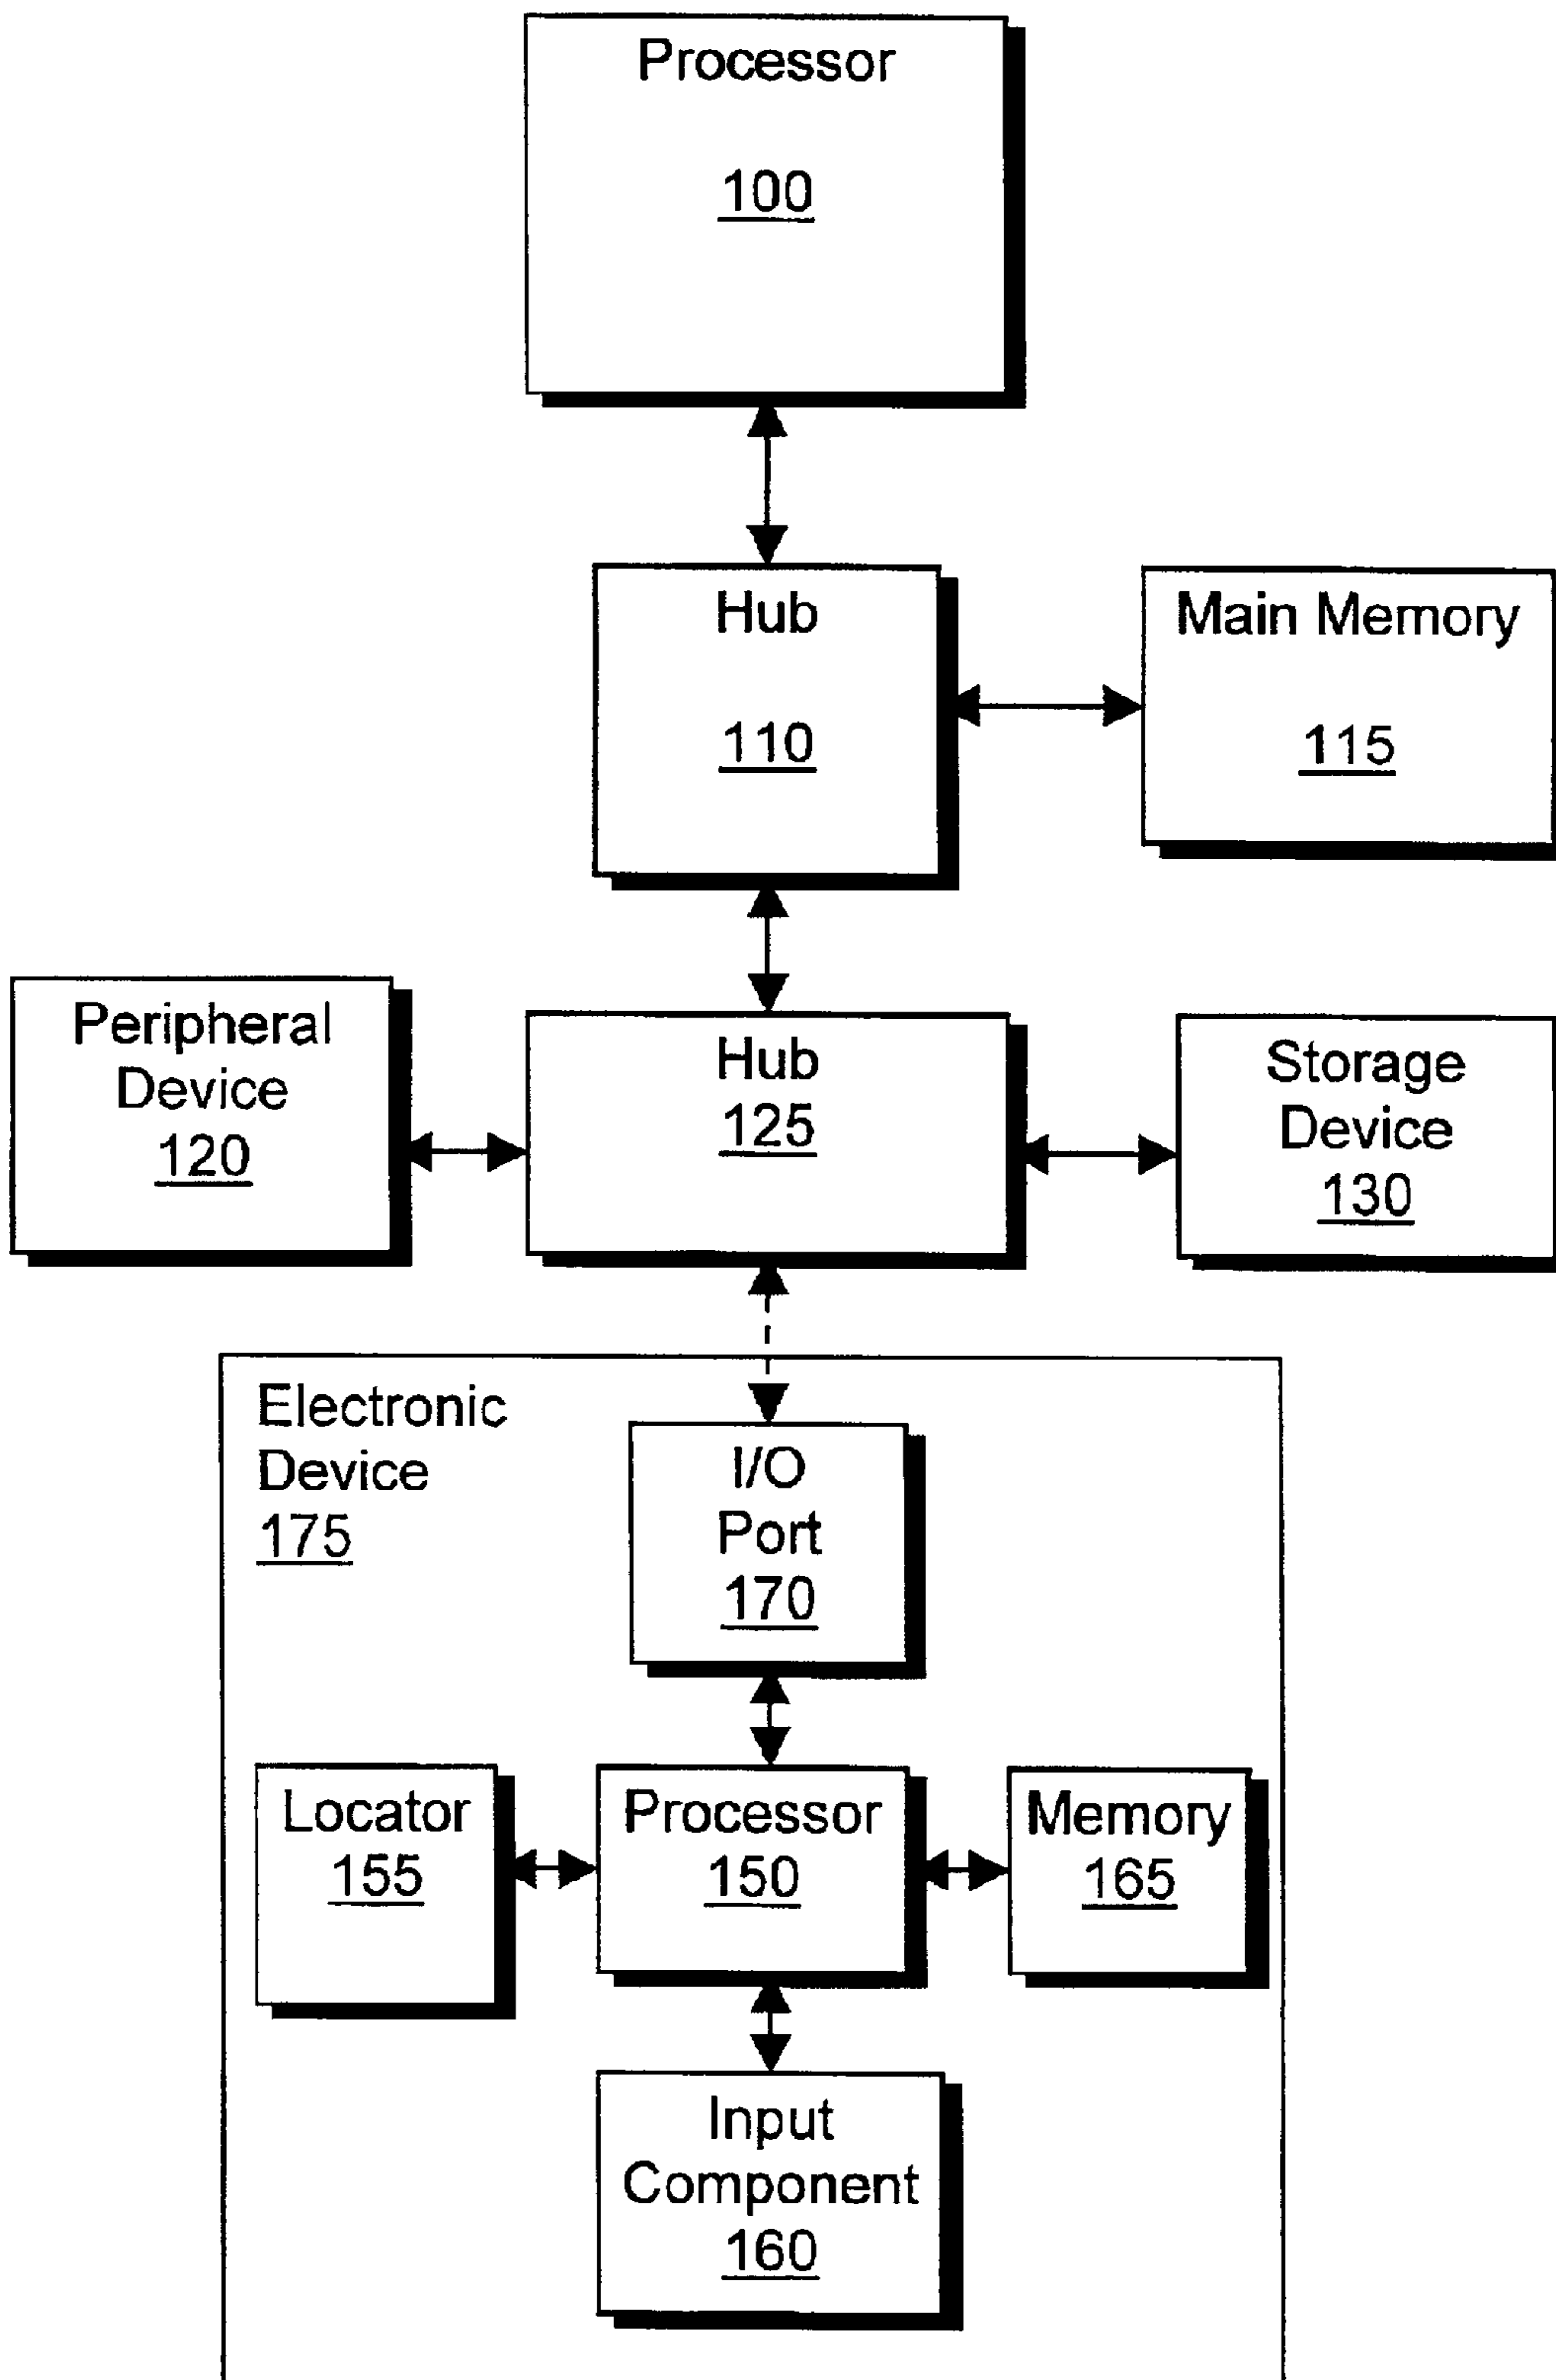 Processor
100
Hub
110
Main Memory
115
Peripheral
Device
120
Hub
125
Storage
Device
130
Electronic
Device
175
I/O
Port
170
Locator
155
Processor
150
Memory
165
Input
Component
160